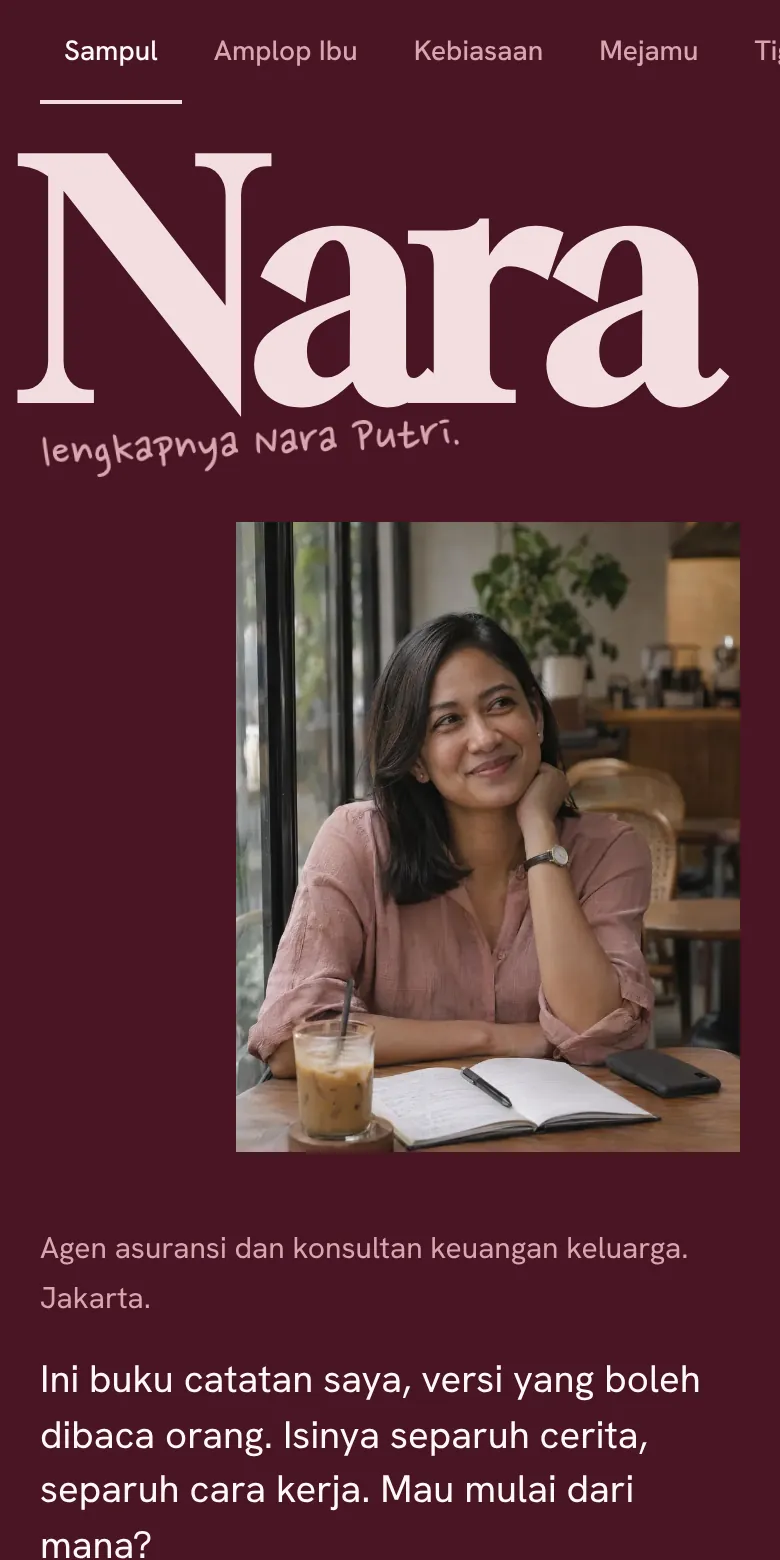 Sampul Amplop Ibu Kebiasaan Mejamu
Nara
lengkapnya Nara Putri.
Agen asuransi dan konsultan keuangan keluarga.
Jakarta.
Ini buku catatan saya, versi yang boleh
dibaca orang. Isinya separuh cerita,
separuh cara kerja. Mau mulai dari
mana?